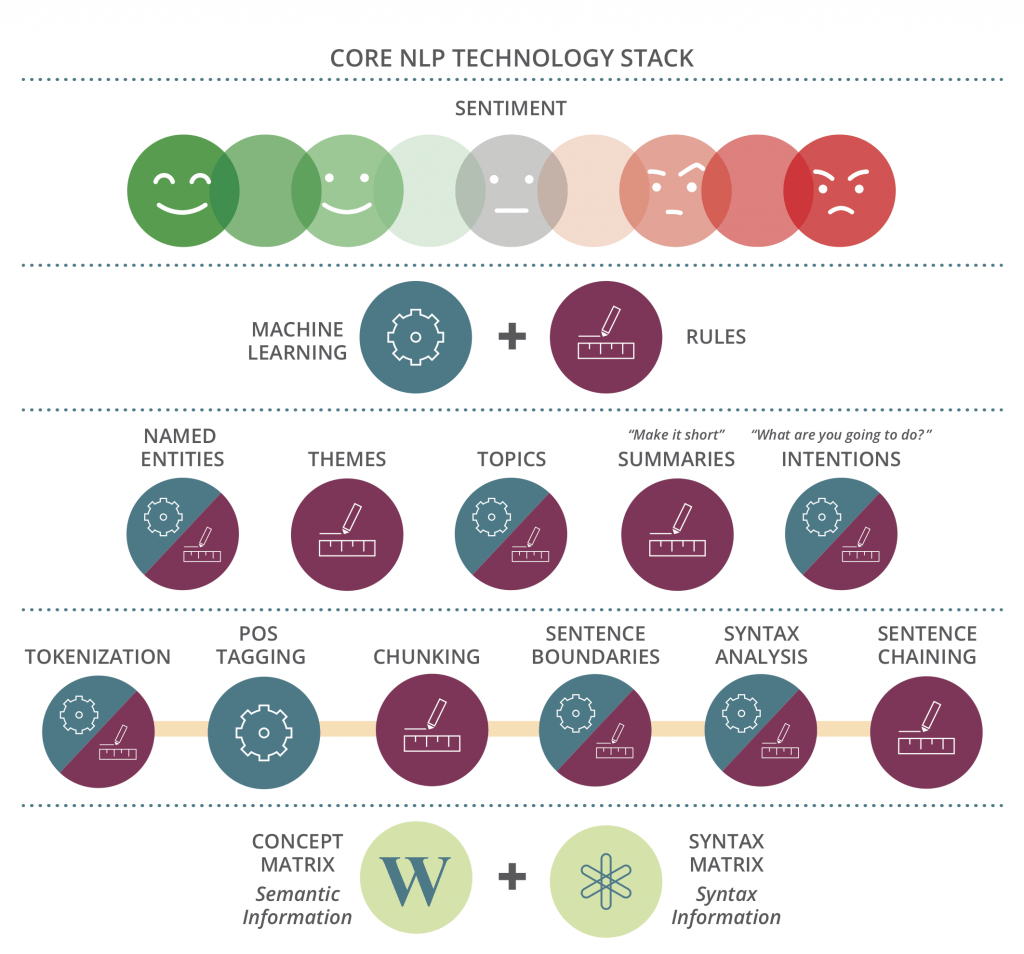 CORE NLP TECHNOLOGY STACK
SENTIMENT
MACHINE
LEARNING
RULES
NAMED
ENTITIES
THEMES
TOPICS
“Make it short”
SUMMARIES
“What are you going to do?”
INTENTIONS
TOKENIZATION
POS
TAGGING
CHUNKING
SENTENCE
BOUNDARIES
SYNTAX
ANALYSIS
SENTENCE
CHAINING
CONCEPT
MATRIX
Semantic
Information
W
SYNTAX
MATRIX
Syntax
Information